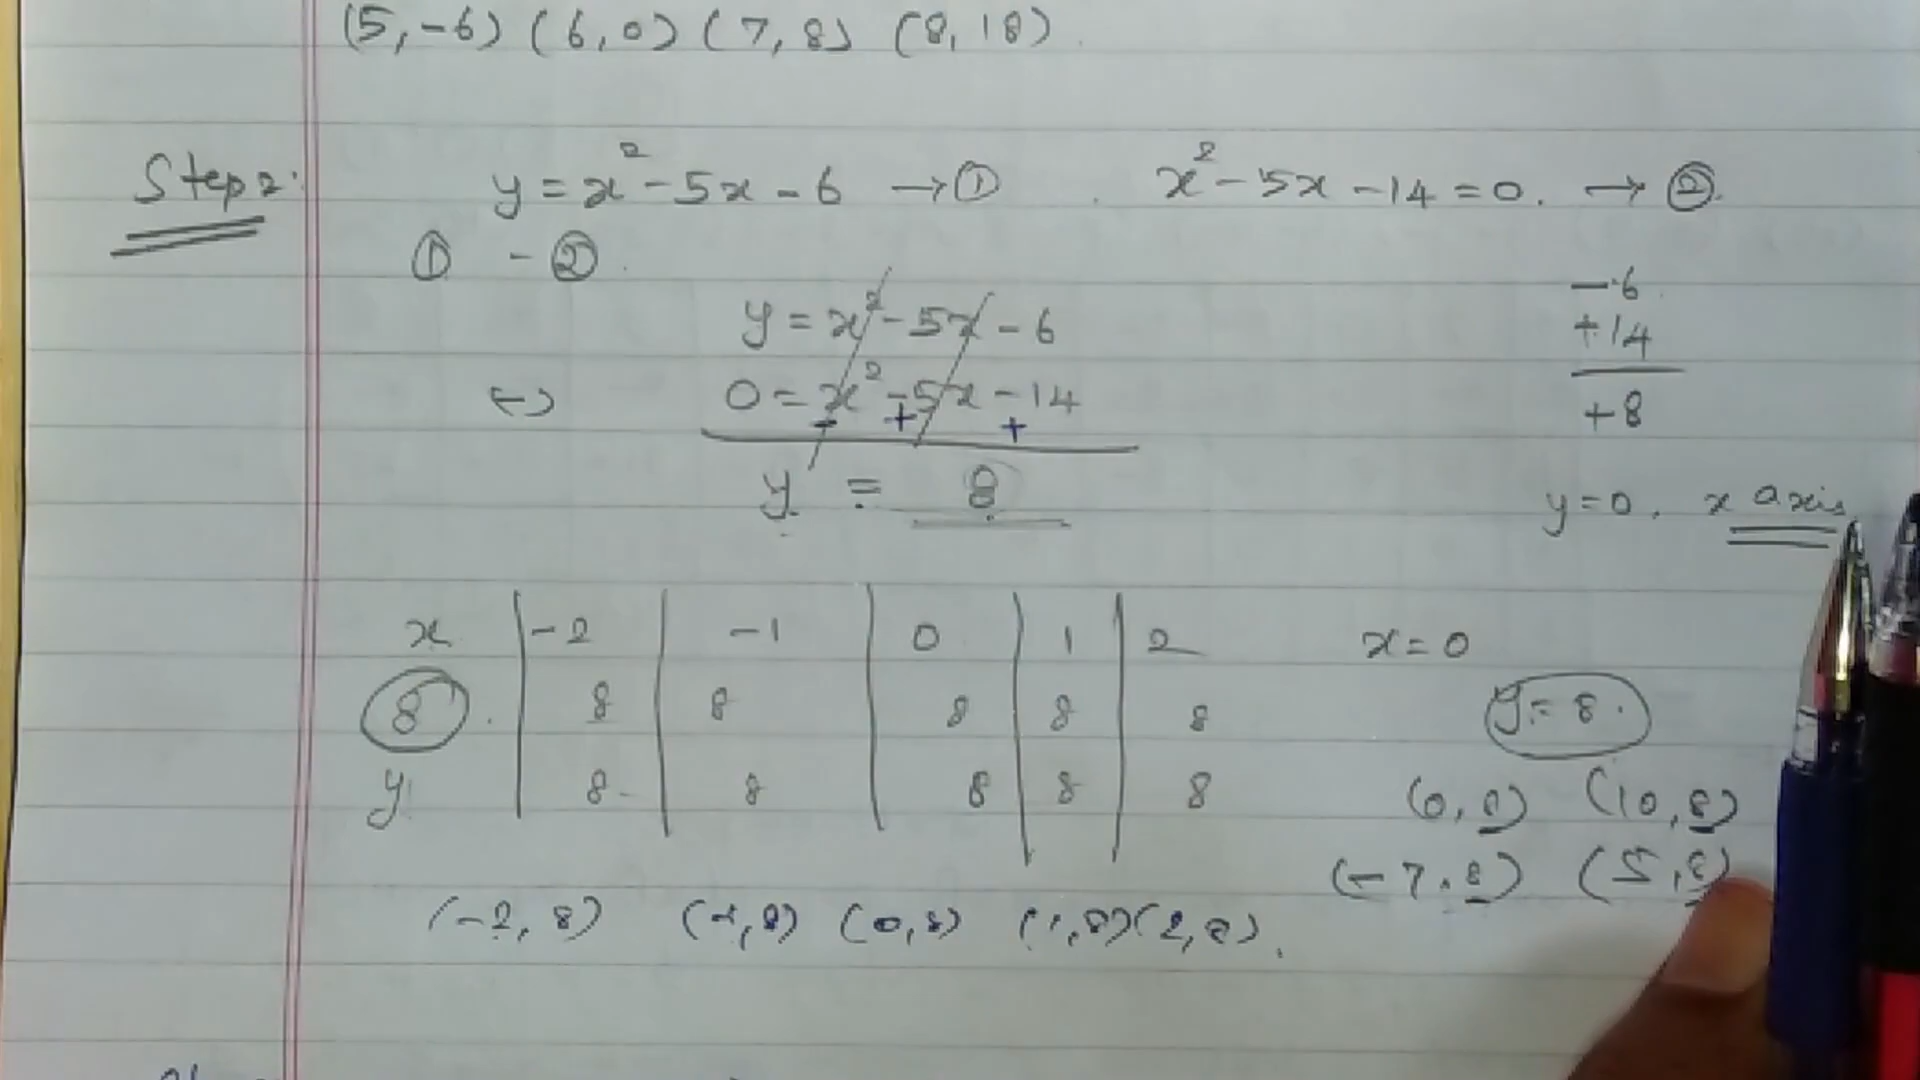 (5,-6) (6,0) (7,8) (8,18).
Step 2:
y = x² - 5x - 6 → ① x² - 5x - 14 = 0. → ②.
① - ②.
y = x² - 5x - 6
(-) 0 = x² - 5x - 14
- + +
y = 8
-6
+14
+8
y = 0. x axis
x -2 -1 0 1 2
8 8 8 8 8 8
y 8 8 8 8 8
x = 0
y = 8.
(0,8) (10,8)
(-7,8) (5,8)
(-2,8) (-1,8) (0,8) (1,8) (2,8).